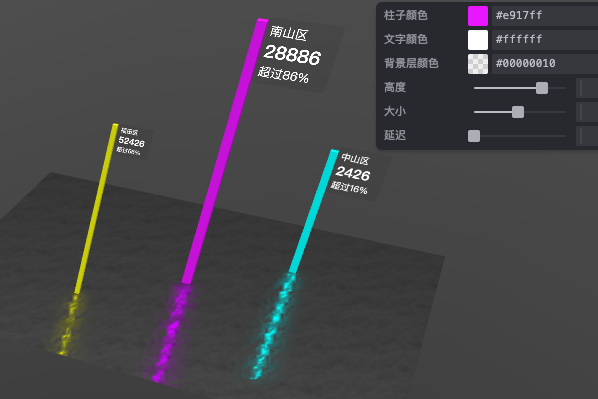 南山区
28886
超过86%
福田区
52426
超过66%
中山区
2426
超过16%
柱子颜色 #e917ff
文字颜色 #ffffff
背景层颜色 #00000010
高度
大小
延迟